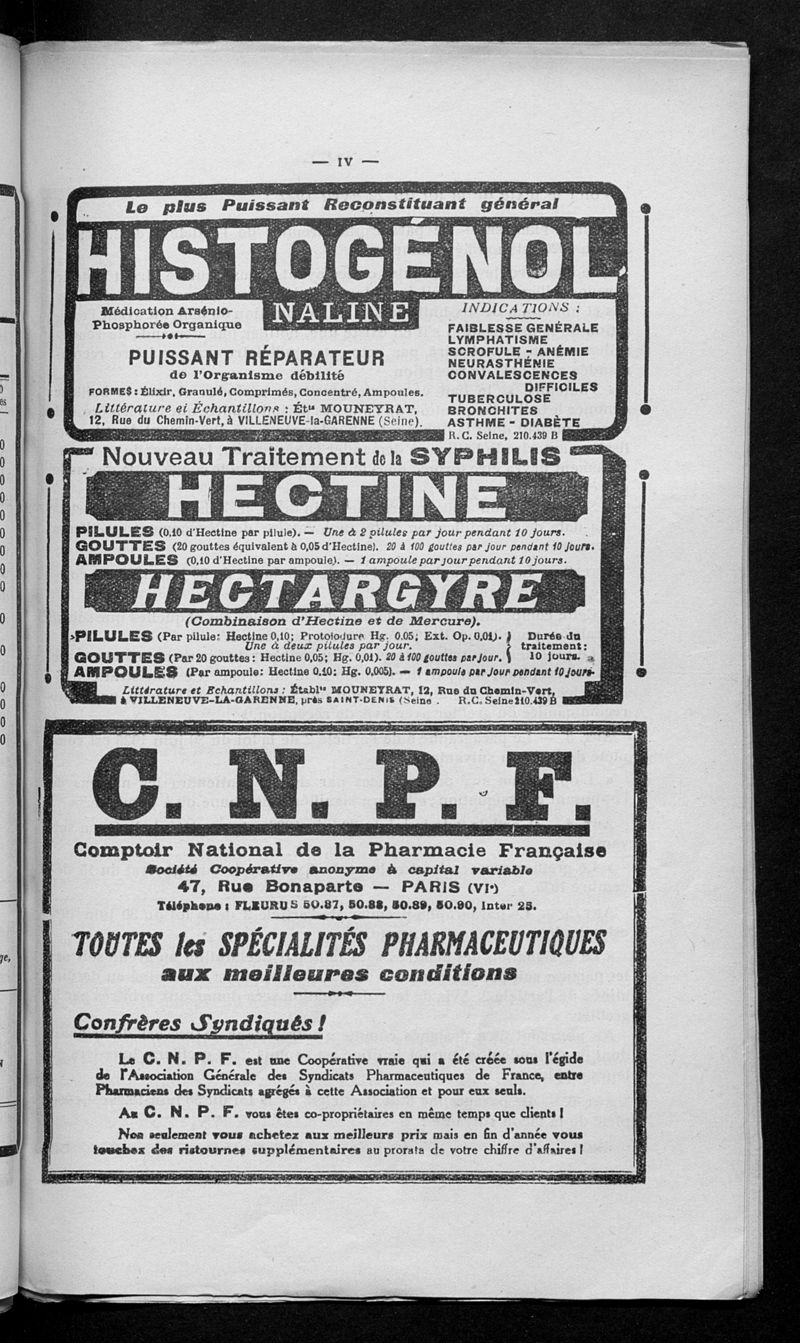 — IV —
Le plus Puissant Reconstituant général
HISTOGÉNOL
NALINE
Médication Arsénio-
Phosphorée Organique
PUISSANT RÉPARATEUR
de l'Organisme débilité
FORMES : Élixir, Granulé, Comprimés, Concentré, Ampoules.
Littérature et Échantillons : Éts MOUNEYRAT,
12, Rue du Chemin-Vert, à VILLENEUVE-la-GARENNE (Seine).
INDICATIONS :
FAIBLESSE GÉNÉRALE
LYMPHATISME
SCROFULE - ANÉMIE
NEURASTHÉNIE
CONVALESCENCES
DIFFICILES
TUBERCULOSE
BRONCHITES
ASTHME - DIABÈTE
R.C. Seine, 210.439 B
Nouveau Traitement de la SYPHILIS
HECTINE
PILULES (0,10 d'Hectine par pilule). — Une à 2 pilules par jour pendant 10 jours.
GOUTTES (20 gouttes équivalent à 0,05 d'Hectine). 20 à 100 gouttes par jour pendant 10 jours.
AMPOULES (0,10 d'Hectine par ampoule). — 1 ampoule par jour pendant 10 jours.
HECTARGYRE
(Combinaison d'Hectine et de Mercure).
PILULES (Par pilule: Hectine 0,10; Protoiodure Hg. 0.05; Ext. Op. 0,01).
Une à deux pilules par jour.
GOUTTES (Par 20 gouttes : Hectine 0,05; Hg. 0,01). 20 à 100 gouttes par jour.
Durée du
traitement:
10 jours.
AMPOULES (Par ampoule: Hectine 0,10; Hg. 0,005). — 1 ampoule par jour pendant 10 jours.
Littérature et Echantillons : Établts MOUNEYRAT, 12, Rue du Chemin-Vert,
à VILLENEUVE-LA-GARENNE, près SAINT-DENIS (Seine . R.C. Seine 210.439 B
C. N. P. F.
Comptoir National de la Pharmacie Française
Société Coopérative anonyme à capital variable
47, Rue Bonaparte — PARIS (VIe)
Téléphone : FLEURUS 50.87, 50.88, 50.89, 50.90, Inter 25.
TOUTES les SPÉCIALITÉS PHARMACEUTIQUES
aux meilleures conditions
Confrères Syndiqués !
Le C. N. P. F. est une Coopérative vraie qui a été créée sous l'égide
de l'Association Générale des Syndicats Pharmaceutiques de France, entre
Pharmaciens des Syndicats agrégés à cette Association et pour eux seuls.
Au C. N. P. F. vous êtes co-propriétaires en même temps que clients !
Non seulement vous achetez aux meilleurs prix mais en fin d'année vous
touchez des ristournes supplémentaires au prorata de votre chiffre d'affaires !